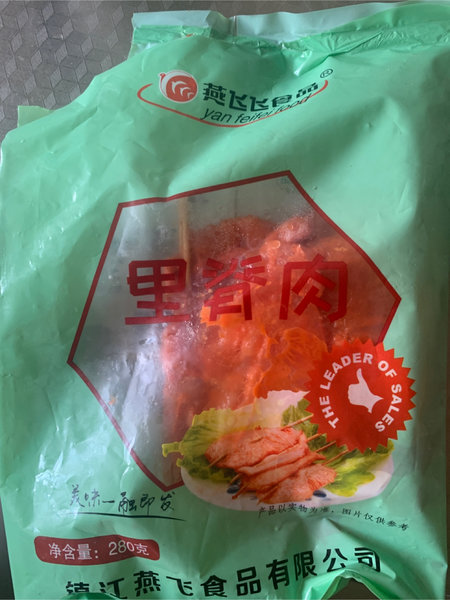 燕飞飞食品®
yan feifei food
里脊肉
THE LEADER OF SALES
美味一触即发
产品以实物为准，图片仅供参考
净含量：280克
镇江燕飞食品有限公司